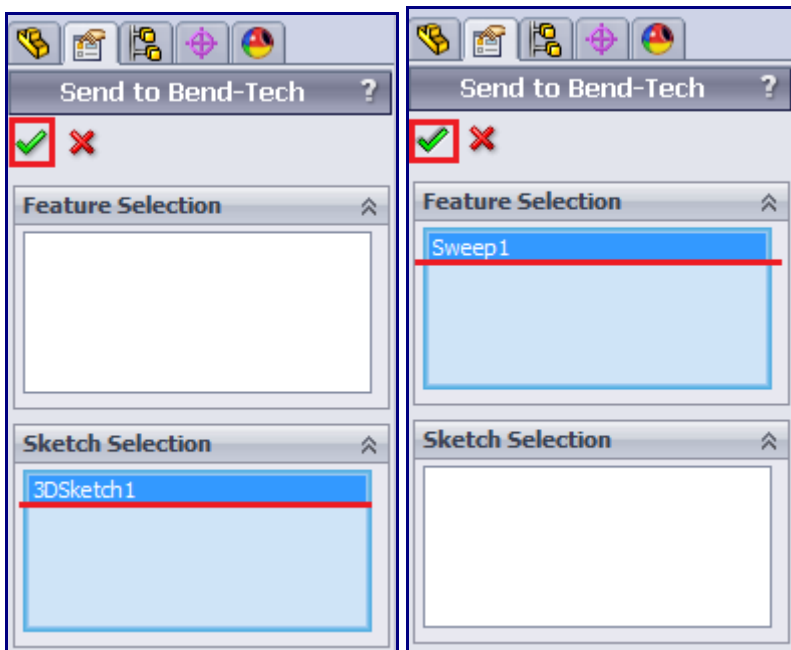 Send to Bend-Tech ?
Feature Selection
Sketch Selection
3DSketch1
Send to Bend-Tech ?
Feature Selection
Sweep1
Sketch Selection